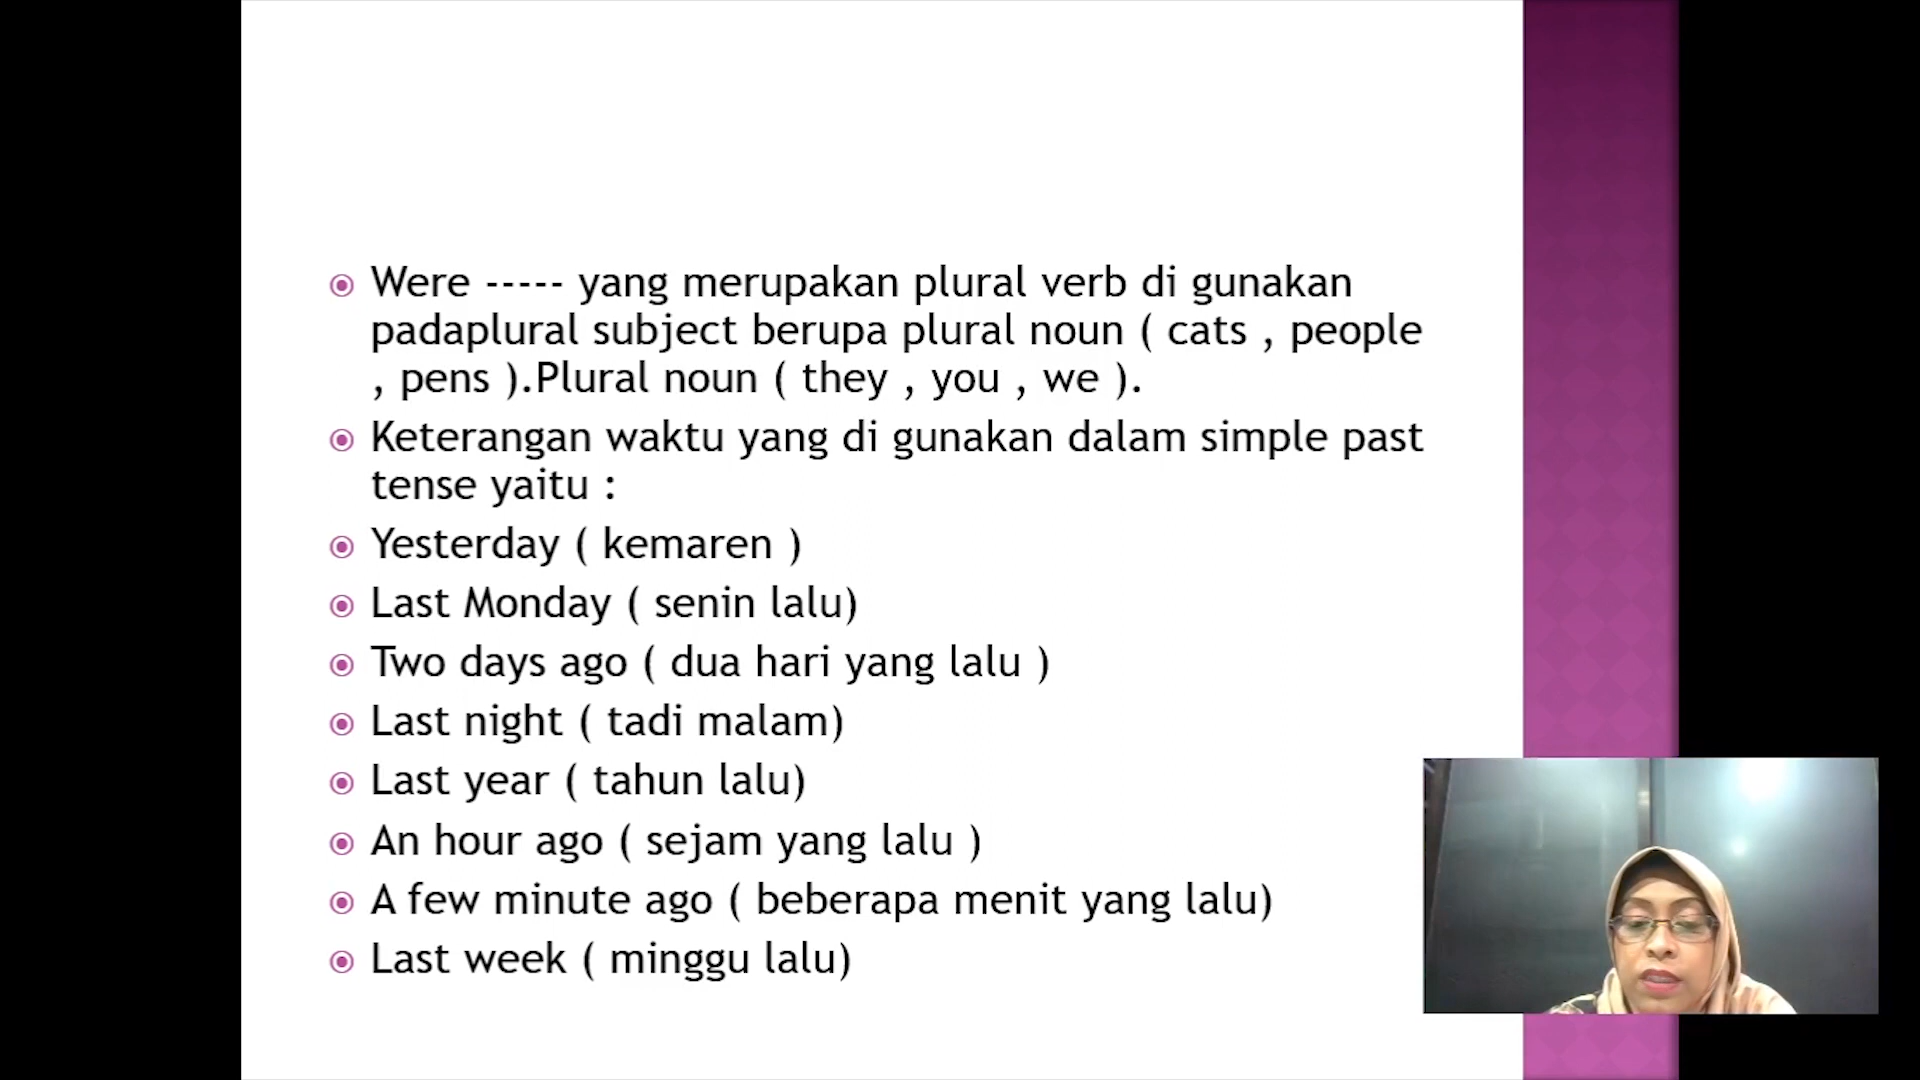 Were ----- yang merupakan plural verb di gunakan
padaplural subject berupa plural noun ( cats , people
, pens ).Plural noun ( they , you , we ).
Keterangan waktu yang di gunakan dalam simple past
tense yaitu :
Yesterday ( kemaren )
Last Monday ( senin lalu)
Two days ago ( dua hari yang lalu )
Last night ( tadi malam)
Last year ( tahun lalu)
An hour ago ( sejam yang lalu )
A few minute ago ( beberapa menit yang lalu)
Last week ( minggu lalu)